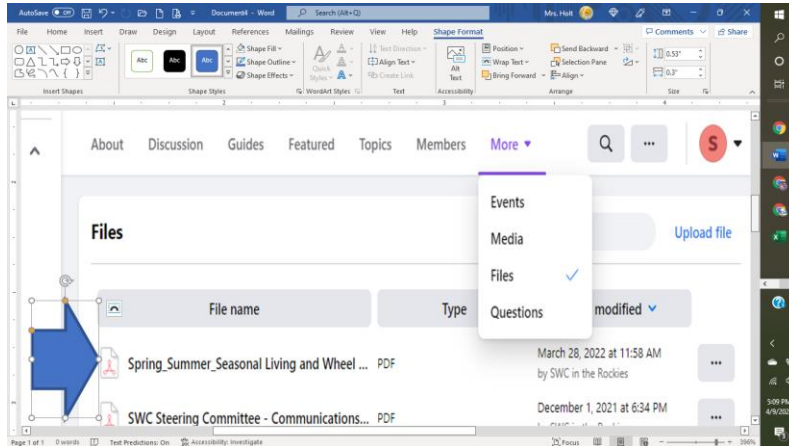 AutoSave Off Document4 - Word Search (Alt+Q) Mrs. Holt
File Home Insert Draw Design Layout References Mailings Review View Help Shape Format Comments Share
Abc Abc Abc
Shape Fill
Shape Outline
Shape Effects
Quick Styles
Text Direction
Align Text
Create Link
Alt Text
Position
Wrap Text
Bring Forward
Send Backward
Selection Pane
Align
0.53"
0.3"
Insert Shapes Shape Styles WordArt Styles Text Accessibility Arrange Size
About Discussion Guides Featured Topics Members More S
Events
Media
Files
Questions
Files Upload file
File name Type modified
Spring_Summer_Seasonal Living and Wheel ... PDF March 28, 2022 at 11:58 AM
by SWC in the Rockies
SWC Steering Committee - Communications... PDF December 1, 2021 at 6:34 PM
Page 1 of 1 0 words Text Predictions: On Accessibility: Investigate Focus 396%
5:09 PM